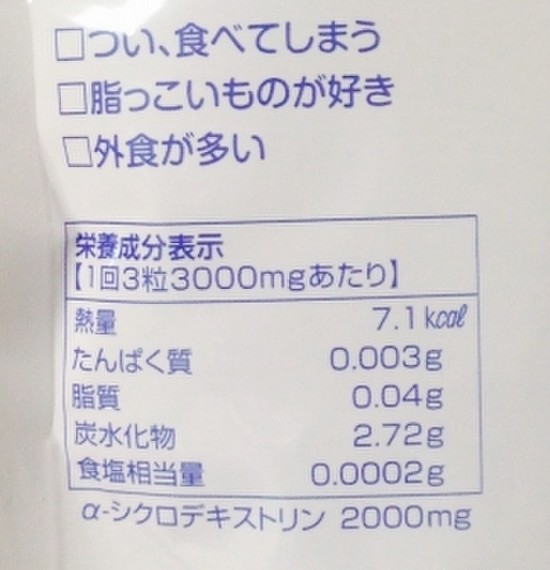 □つい、食べてしまう
□脂っこいものが好き
□外食が多い
栄養成分表示
【1回3粒3000mgあたり】
熱量 7.1kcal
たんぱく質 0.003g
脂質 0.04g
炭水化物 2.72g
食塩相当量 0.0002g
α-シクロデキストリン 2000mg